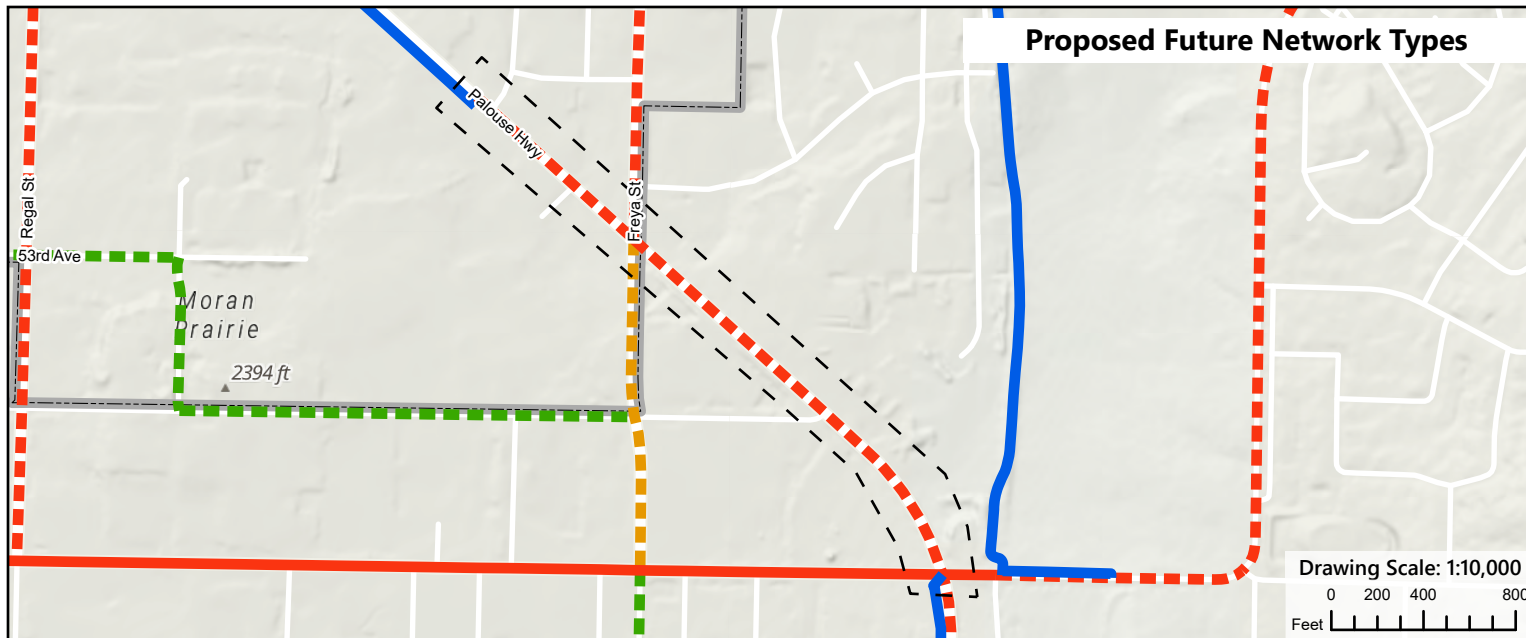 Proposed Future Network Types
Palouse Hwy
Regal St
Freya St
53rd Ave
Moran
Prairie
2394 ft
Drawing Scale: 1:10,000
0 200 400 800
Feet